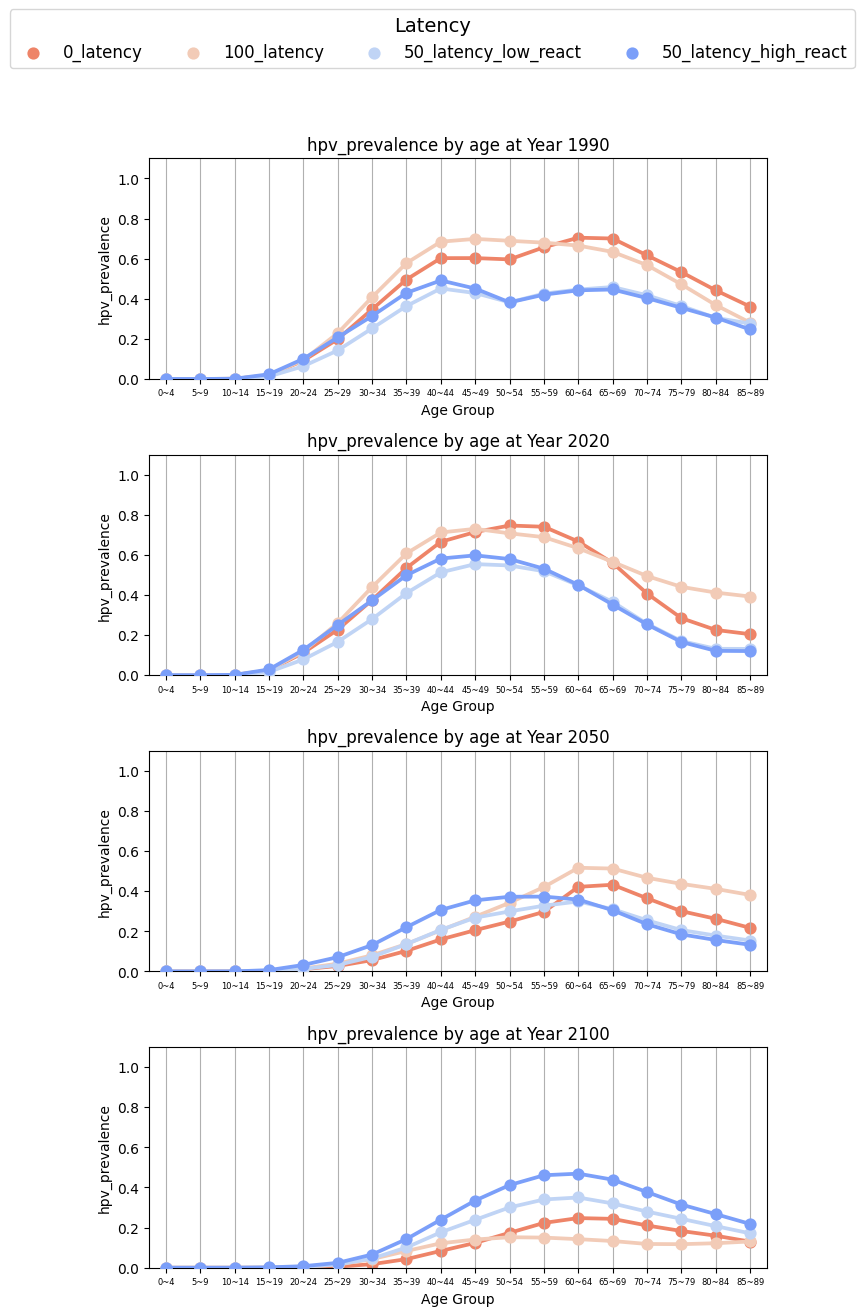 Latency
0_latency 100_latency 50_latency_low_react 50_latency_high_react
hpv_prevalence by age at Year 1990
1.0
0.8
0.6
0.4
0.2
0.0
hpv_prevalence
0~4 5~9 10~14 15~19 20~24 25~29 30~34 35~39 40~44 45~49 50~54 55~59 60~64 65~69 70~74 75~79 80~84 85~89
Age Group
hpv_prevalence by age at Year 2020
1.0
0.8
0.6
0.4
0.2
0.0
hpv_prevalence
0~4 5~9 10~14 15~19 20~24 25~29 30~34 35~39 40~44 45~49 50~54 55~59 60~64 65~69 70~74 75~79 80~84 85~89
Age Group
hpv_prevalence by age at Year 2050
1.0
0.8
0.6
0.4
0.2
0.0
hpv_prevalence
0~4 5~9 10~14 15~19 20~24 25~29 30~34 35~39 40~44 45~49 50~54 55~59 60~64 65~69 70~74 75~79 80~84 85~89
Age Group
hpv_prevalence by age at Year 2100
1.0
0.8
0.6
0.4
0.2
0.0
hpv_prevalence
0~4 5~9 10~14 15~19 20~24 25~29 30~34 35~39 40~44 45~49 50~54 55~59 60~64 65~69 70~74 75~79 80~84 85~89
Age Group